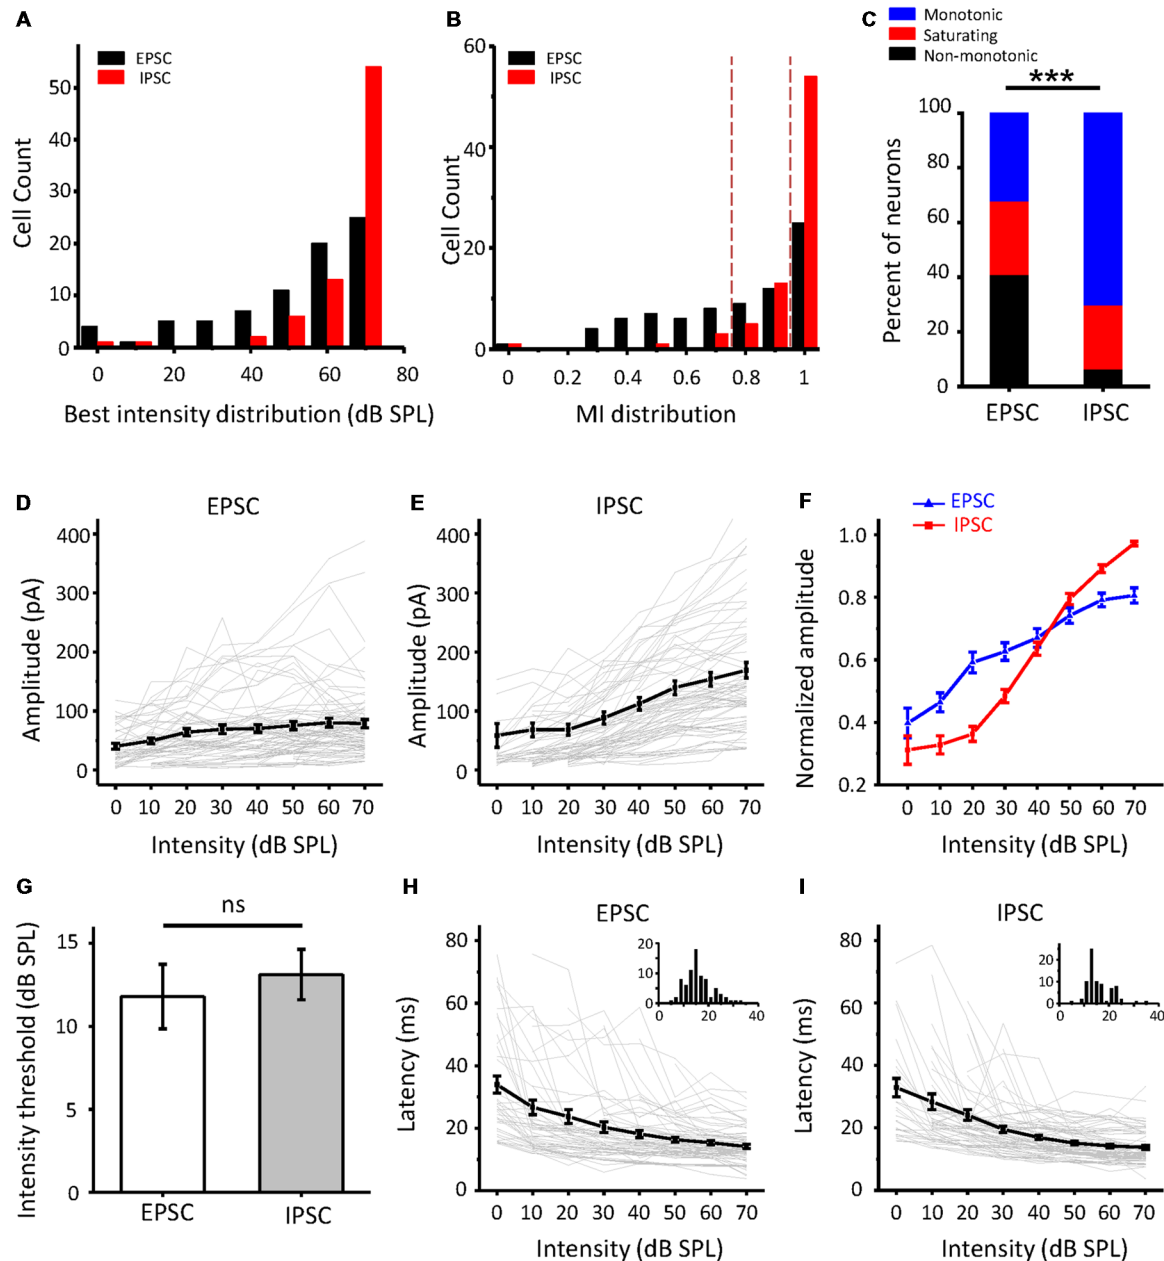 A
EPSC
IPSC
50
40
30
20
10
0
Cell Count
0 20 40 60 80
Best intensity distribution (dB SPL)
B
EPSC
IPSC
60
40
20
0
Cell Count
0 0.2 0.4 0.6 0.8 1
MI distribution
C
Monotonic
Saturating
Non-monotonic
***
100
80
60
40
20
0
Percent of neurons
EPSC IPSC
D
EPSC
400
300
200
100
0
Amplitude (pA)
0 10 20 30 40 50 60 70
Intensity (dB SPL)
E
IPSC
400
300
200
100
0
Amplitude (pA)
0 10 20 30 40 50 60 70
Intensity (dB SPL)
F
EPSC
IPSC
1.0
0.8
0.6
0.4
0.2
Normalized amplitude
0 10 20 30 40 50 60 70
Intensity (dB SPL)
G
ns
15
10
5
0
Intensity threshold (dB SPL)
EPSC IPSC
H
EPSC
80
60
40
20
0
Latency (ms)
20
10
0
0 20 40
0 10 20 30 40 50 60 70
Intensity (dB SPL)
I
IPSC
80
60
40
20
0
Latency (ms)
20
10
0
0 20 40
0 10 20 30 40 50 60 70
Intensity (dB SPL)